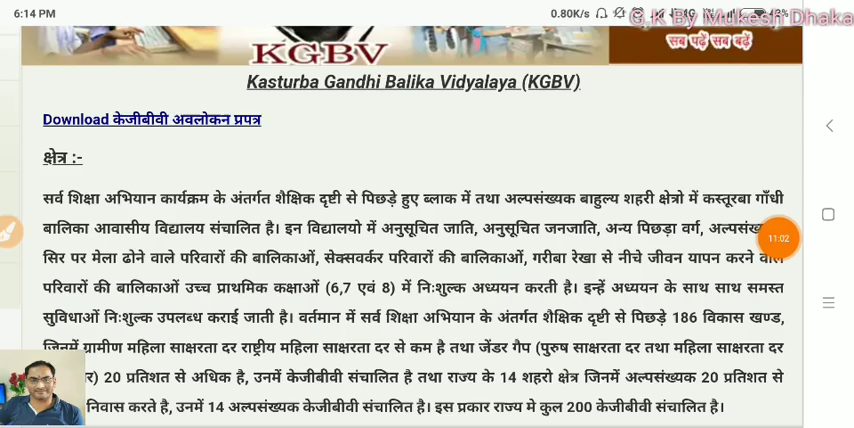 6:14 PM 0.80K/s 4G
G.K By Mukesh Dhaka
KGBV
सब पढ़ें सब बढ़ें
Kasturba Gandhi Balika Vidyalaya (KGBV)
Download केजीबीवी अवलोकन प्रपत्र
क्षेत्र :-
सर्व शिक्षा अभियान कार्यक्रम के अंतर्गत शैक्षिक दृष्टी से पिछड़े हुए ब्लाक में तथा अल्पसंख्यक बाहुल्य शहरी क्षेत्रो में कस्तूरबा गाँधी
बालिका आवासीय विद्यालय संचालित है। इन विद्यालयो में अनुसूचित जाति, अनुसूचित जनजाति, अन्य पिछड़ा वर्ग,
11:02
सिर पर मेला ढोने वाले परिवारों की बालिकाओं, सेक्सवर्कर परिवारों की बालिकाओं, गरीबा रेखा से नीचे जीवन यापन करने वाले
परिवारों की बालिकाओं उच्च प्राथमिक कक्षाओं (6,7 एवं 8) में निःशुल्क अध्ययन करती है। इन्हें अध्ययन के साथ साथ समस्त
सुविधाओं निःशुल्क उपलब्ध कराई जाती है। वर्तमान में सर्व शिक्षा अभियान के अंतर्गत शैक्षिक दृष्टी से पिछड़े 186 विकास खण्ड,
जिनमें ग्रामीण महिला साक्षरता दर राष्ट्रीय महिला साक्षरता दर से कम है तथा जेंडर गैप (पुरुष साक्षरता दर तथा महिला साक्षरता दर
20 प्रतिशत से अधिक है, उनमें केजीबीवी संचालित है तथा राज्य के 14 शहरो क्षेत्र जिनमें अल्पसंख्यक 20 प्रतिशत से
निवास करते है, उनमें 14 अल्पसंख्यक केजीबीवी संचालित है। इस प्रकार राज्य मे कुल 200 केजीबीवी संचालित है।